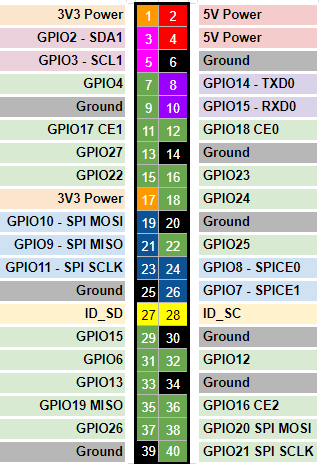 3V3 Power 1 2 5V Power
GPIO2 - SDA1 3 4 5V Power
GPIO3 - SCL1 5 6 Ground
GPIO4 7 8 GPIO14 - TXD0
Ground 9 10 GPIO15 - RXD0
GPIO17 CE1 11 12 GPIO18 CE0
GPIO27 13 14 Ground
GPIO22 15 16 GPIO23
3V3 Power 17 18 GPIO24
GPIO10 - SPI MOSI 19 20 Ground
GPIO9 - SPI MISO 21 22 GPIO25
GPIO11 - SPI SCLK 23 24 GPIO8 - SPICE0
Ground 25 26 GPIO7 - SPICE1
ID_SD 27 28 ID_SC
GPIO15 29 30 Ground
GPIO6 31 32 GPIO12
GPIO13 33 34 Ground
GPIO19 MISO 35 36 GPIO16 CE2
GPIO26 37 38 GPIO20 SPI MOSI
Ground 39 40 GPIO21 SPI SCLK